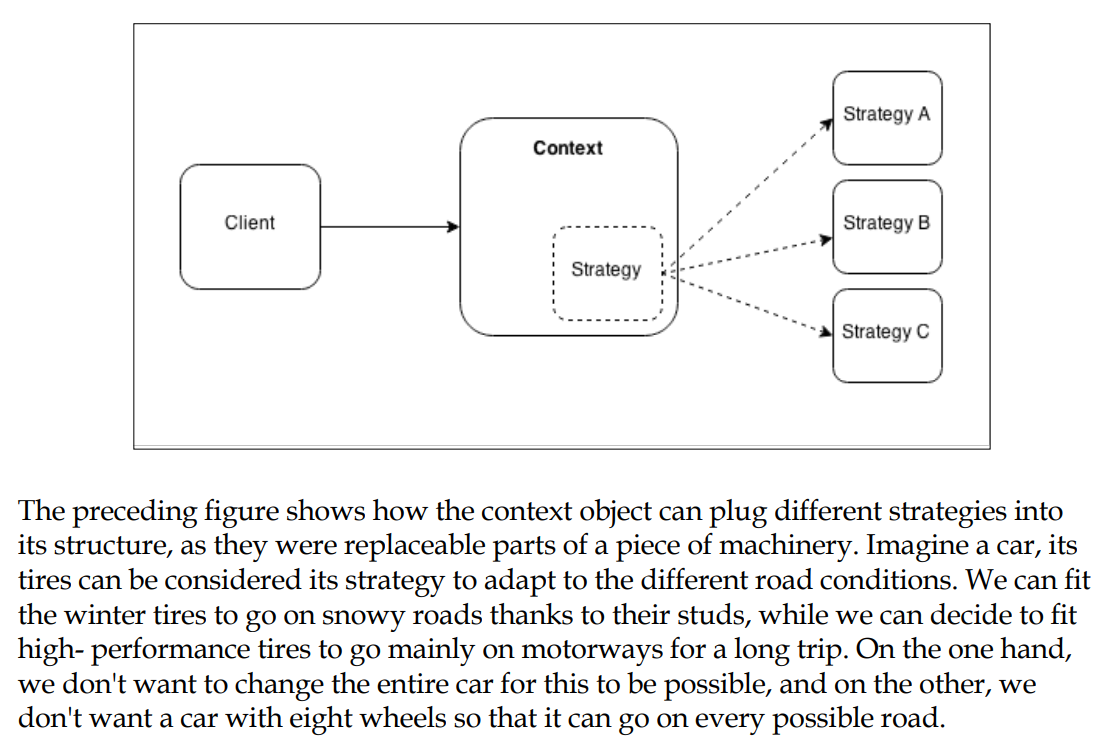 Context
Client
Strategy
Strategy A
Strategy B
Strategy C
The preceding figure shows how the context object can plug different strategies into
its structure, as they were replaceable parts of a piece of machinery. Imagine a car, its
tires can be considered its strategy to adapt to the different road conditions. We can fit
the winter tires to go on snowy roads thanks to their studs, while we can decide to fit
high- performance tires to go mainly on motorways for a long trip. On the one hand,
we don't want to change the entire car for this to be possible, and on the other, we
don't want a car with eight wheels so that it can go on every possible road.